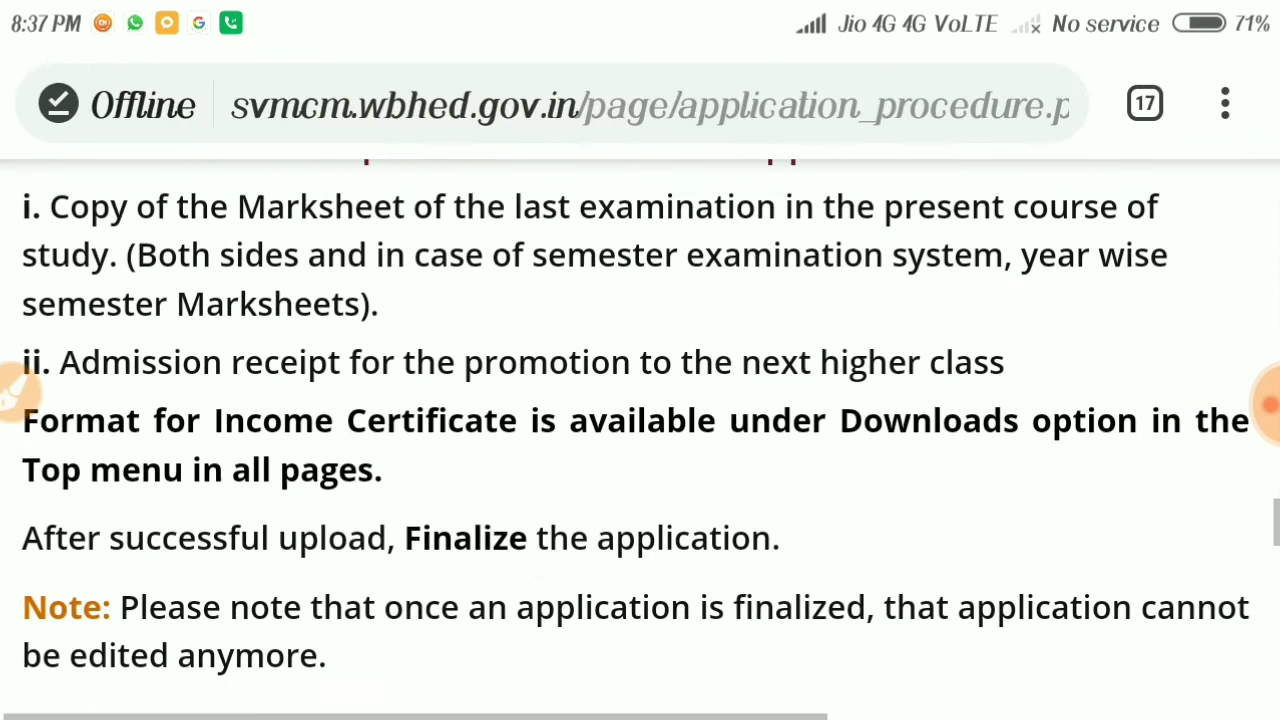 8:37 PM Jio 4G 4G VoLTE No service 71%
Offline svmcm.wbhed.gov.in/page/application_procedure.p 17
i. Copy of the Marksheet of the last examination in the present course of
study. (Both sides and in case of semester examination system, year wise
semester Marksheets).
ii. Admission receipt for the promotion to the next higher class
Format for Income Certificate is available under Downloads option in the
Top menu in all pages.
After successful upload, Finalize the application.
Note: Please note that once an application is finalized, that application cannot
be edited anymore.